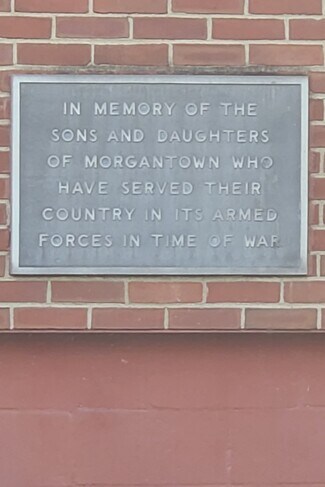 IN MEMORY OF THE
SONS AND DAUGHTERS
OF MORGANTOWN WHO
HAVE SERVED THEIR
COUNTRY IN ITS ARMED
FORCES IN TIME OF WAR